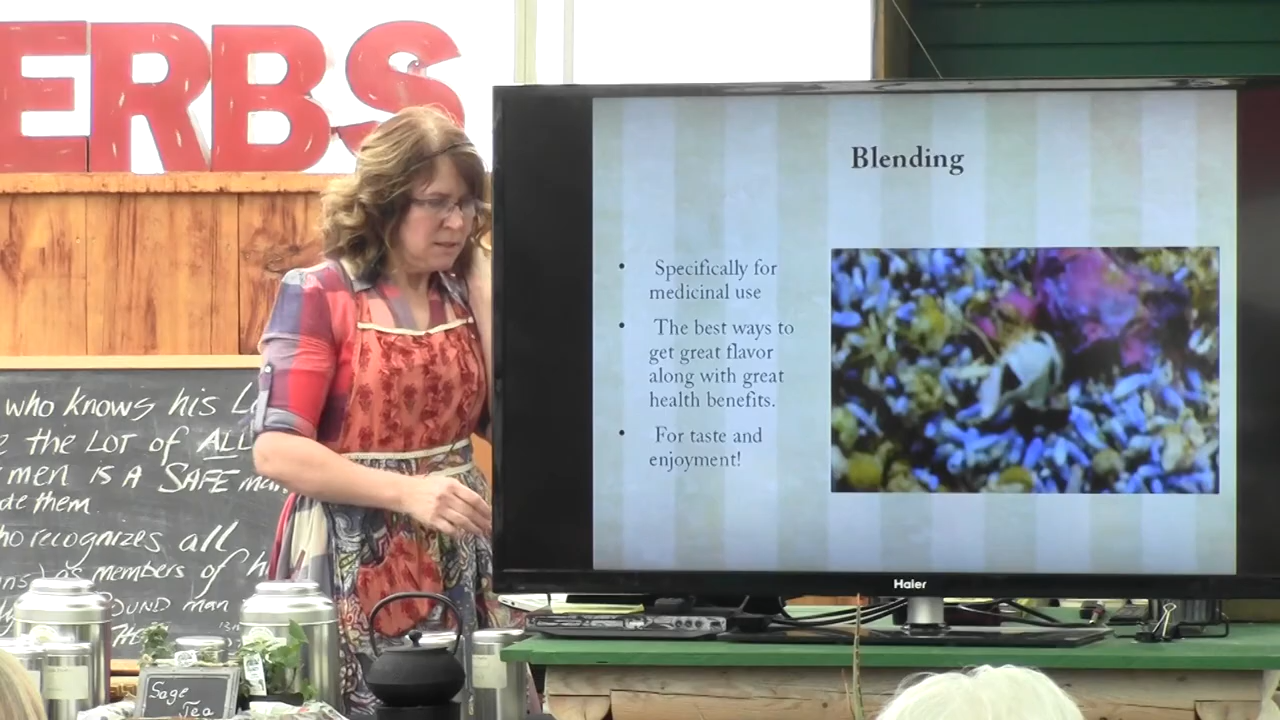 ERBS
Blending
• Specifically for
medicinal use
• The best ways to
get great flavor
along with great
health benefits.
• For taste and
enjoyment!
Haier
who knows his
the LOT of ALL
men is a SAFE man
them.
recognizes all
as members of
OUND man
Sage
Tea